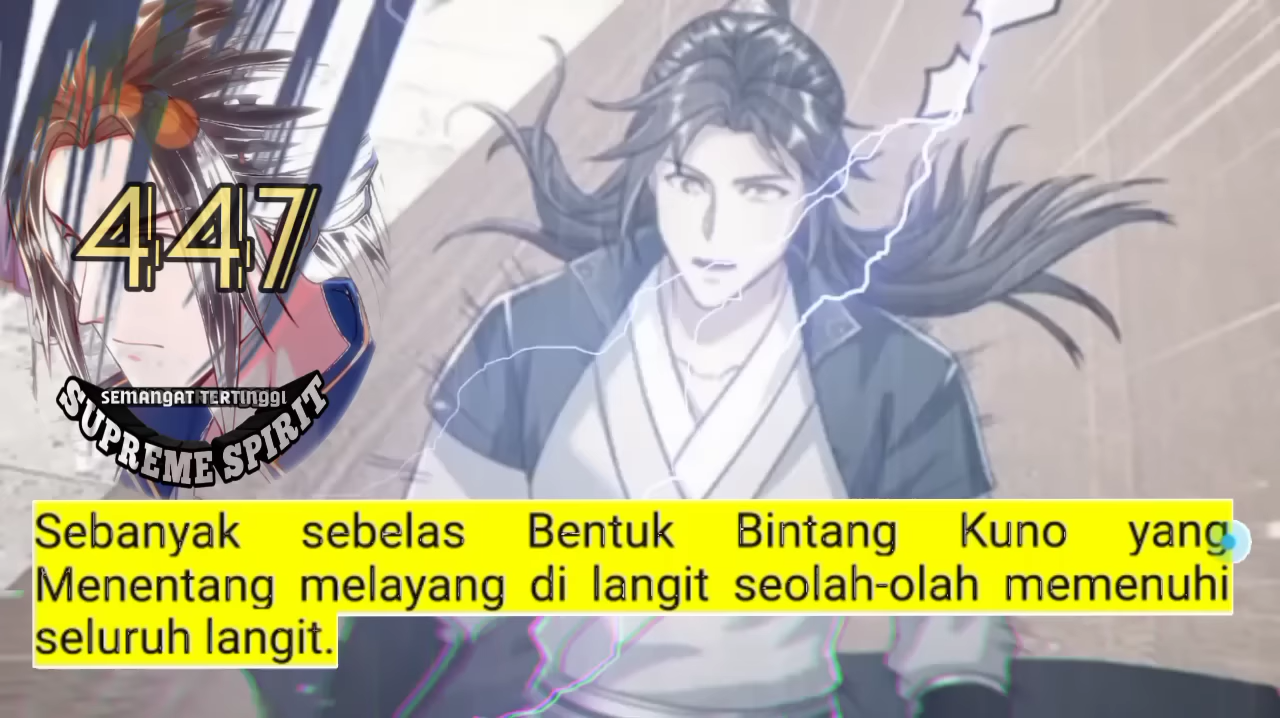 447
SEMANGAT TERTINGGI
SUPREME SPIRIT
Sebanyak sebelas Bentuk Bintang Kuno yang
Menentang melayang di langit seolah-olah memenuhi
seluruh langit.